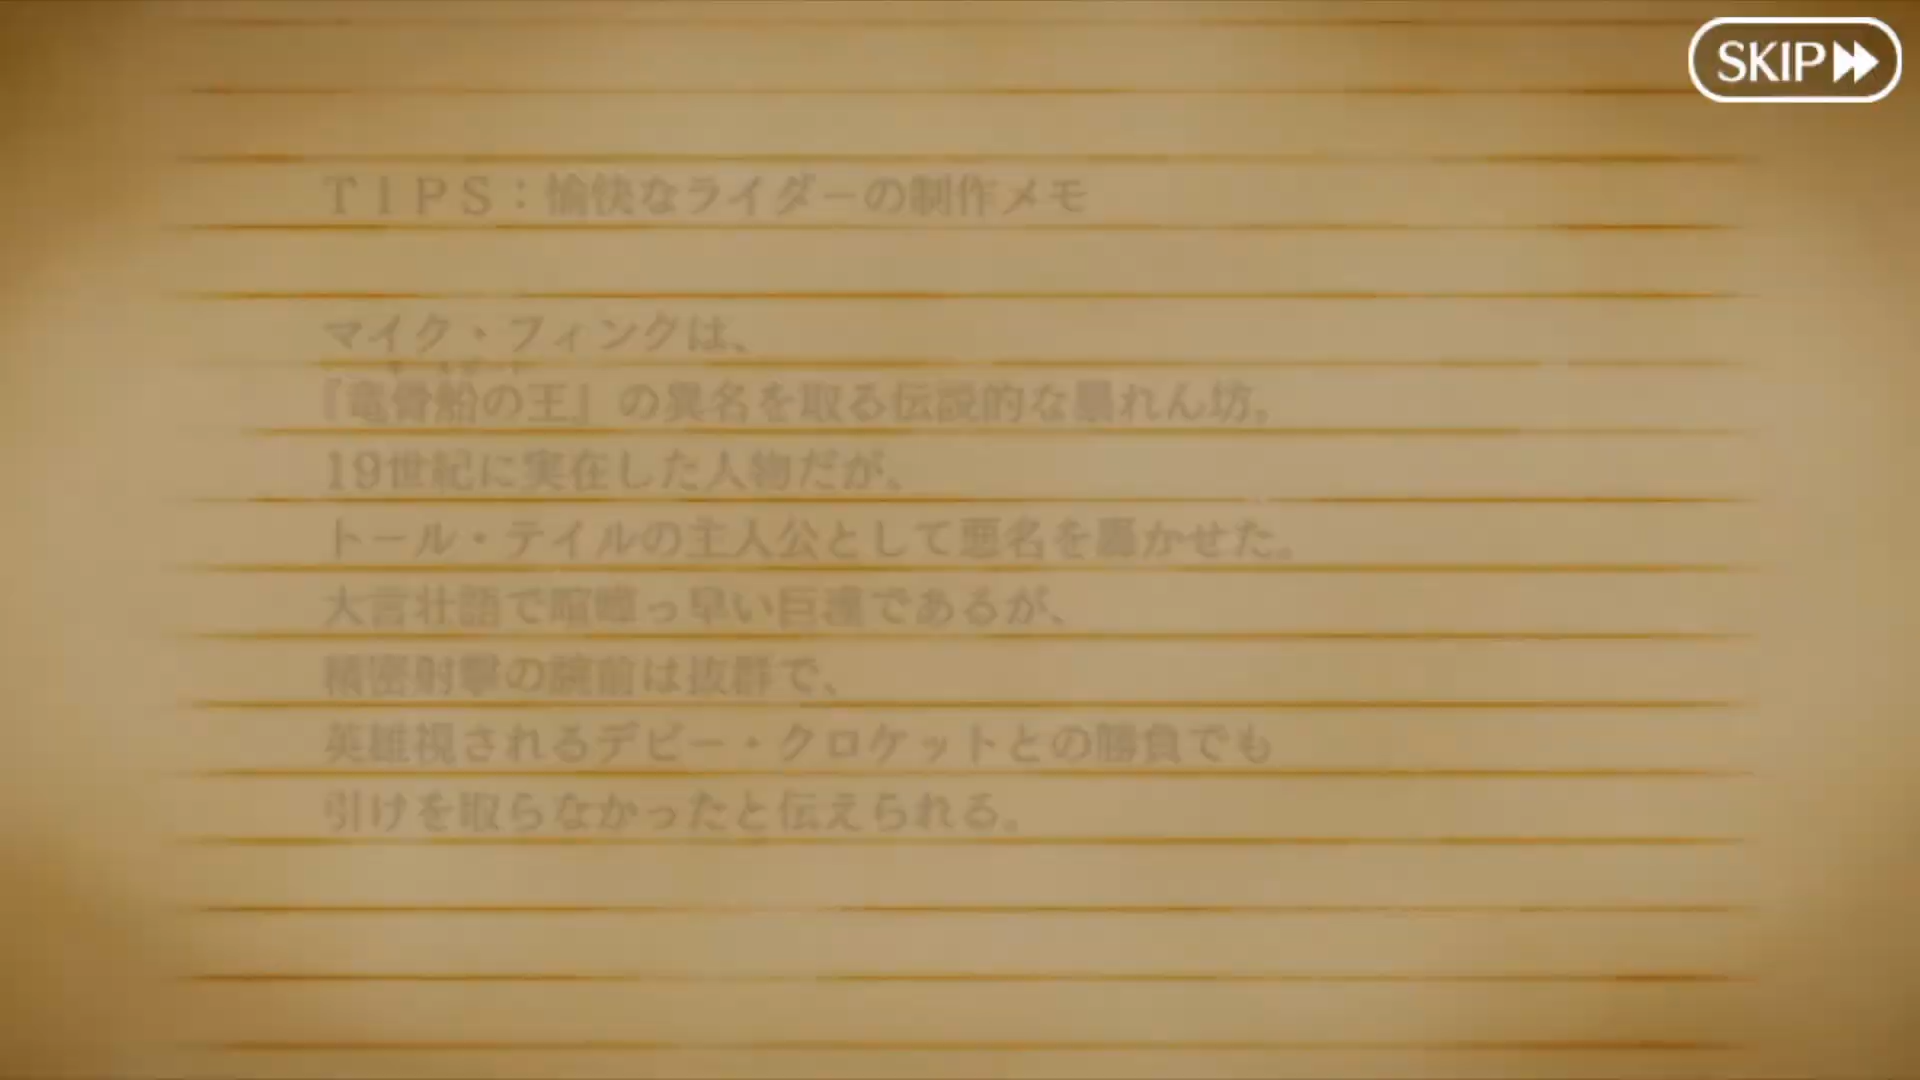 SKIP
TIPS:愉快なライダーの制作メモ
マイク・フィンクは、
『竜骨船の王』の異名を取る伝説的な暴れん坊。
19世紀に実在した人物だが、
トール・テイルの主人公として悪名を轟かせた。
大言壮語で喧嘩っ早い巨漢であるが、
精密射撃の腕前は抜群で、
英雄視されるデビー・クロケットとの勝負でも
引けを取らなかったと伝えられる。